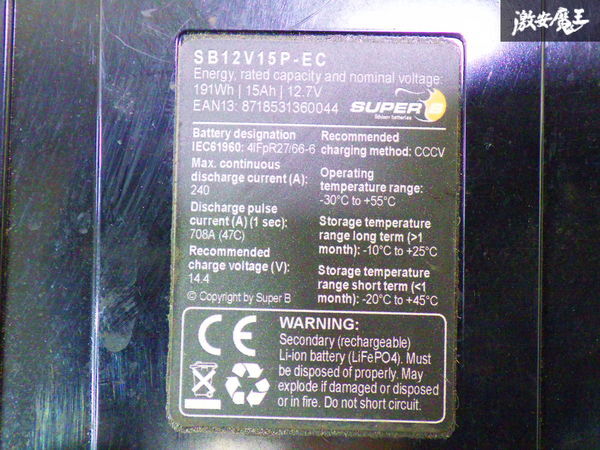 激安魔王
SB12V15P-EC
Energy, rated capacity and nominal voltage:
191Wh | 15Ah | 12.7V
EAN13: 8718531360044
SUPER B
lithium batteries
Battery designation
IEC61960: 4IFpR27/66-6
Max. continuous
discharge current (A):
240
Discharge pulse
current (A) (1 sec):
708A (47C)
Recommended
charge voltage (V):
14.4
© Copyright by Super B
Recommended
charging method: CCCV
Operating
temperature range:
-30°C to +55°C
Storage temperature
range long term (>1
month): -10°C to +25°C
Storage temperature
range short term (<1
month): -20°C to +45°C
CE
WARNING:
Secondary (rechargeable)
Li-ion battery (LiFePO4). Must
be disposed of properly. May
explode if damaged or disposed
or in fire. Do not short circuit.